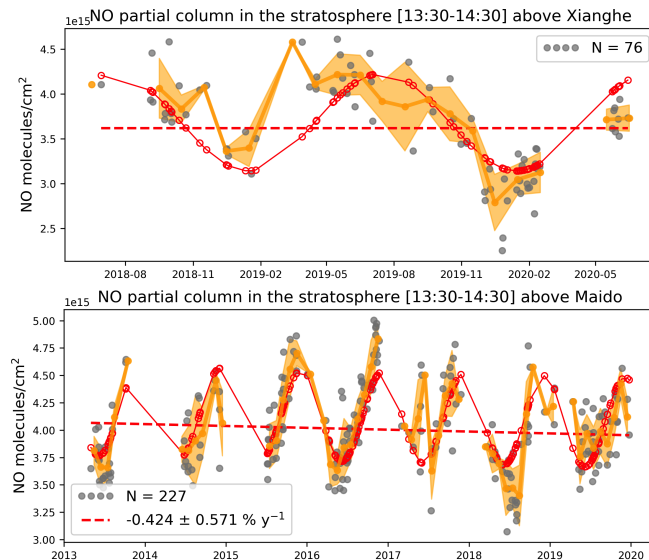 NO partial column in the stratosphere [13:30-14:30] above Xianghe
1e15
N = 76
NO molecules/cm²
4.5
4.0
3.5
3.0
2.5
2018-08 2018-11 2019-02 2019-05 2019-08 2019-11 2020-02 2020-05
NO partial column in the stratosphere [13:30-14:30] above Maido
1e15
NO molecules/cm²
5.00
4.75
4.50
4.25
4.00
3.75
3.50
3.25
3.00
N = 227
-0.424 ± 0.571 % y⁻¹
2013 2014 2015 2016 2017 2018 2019 2020